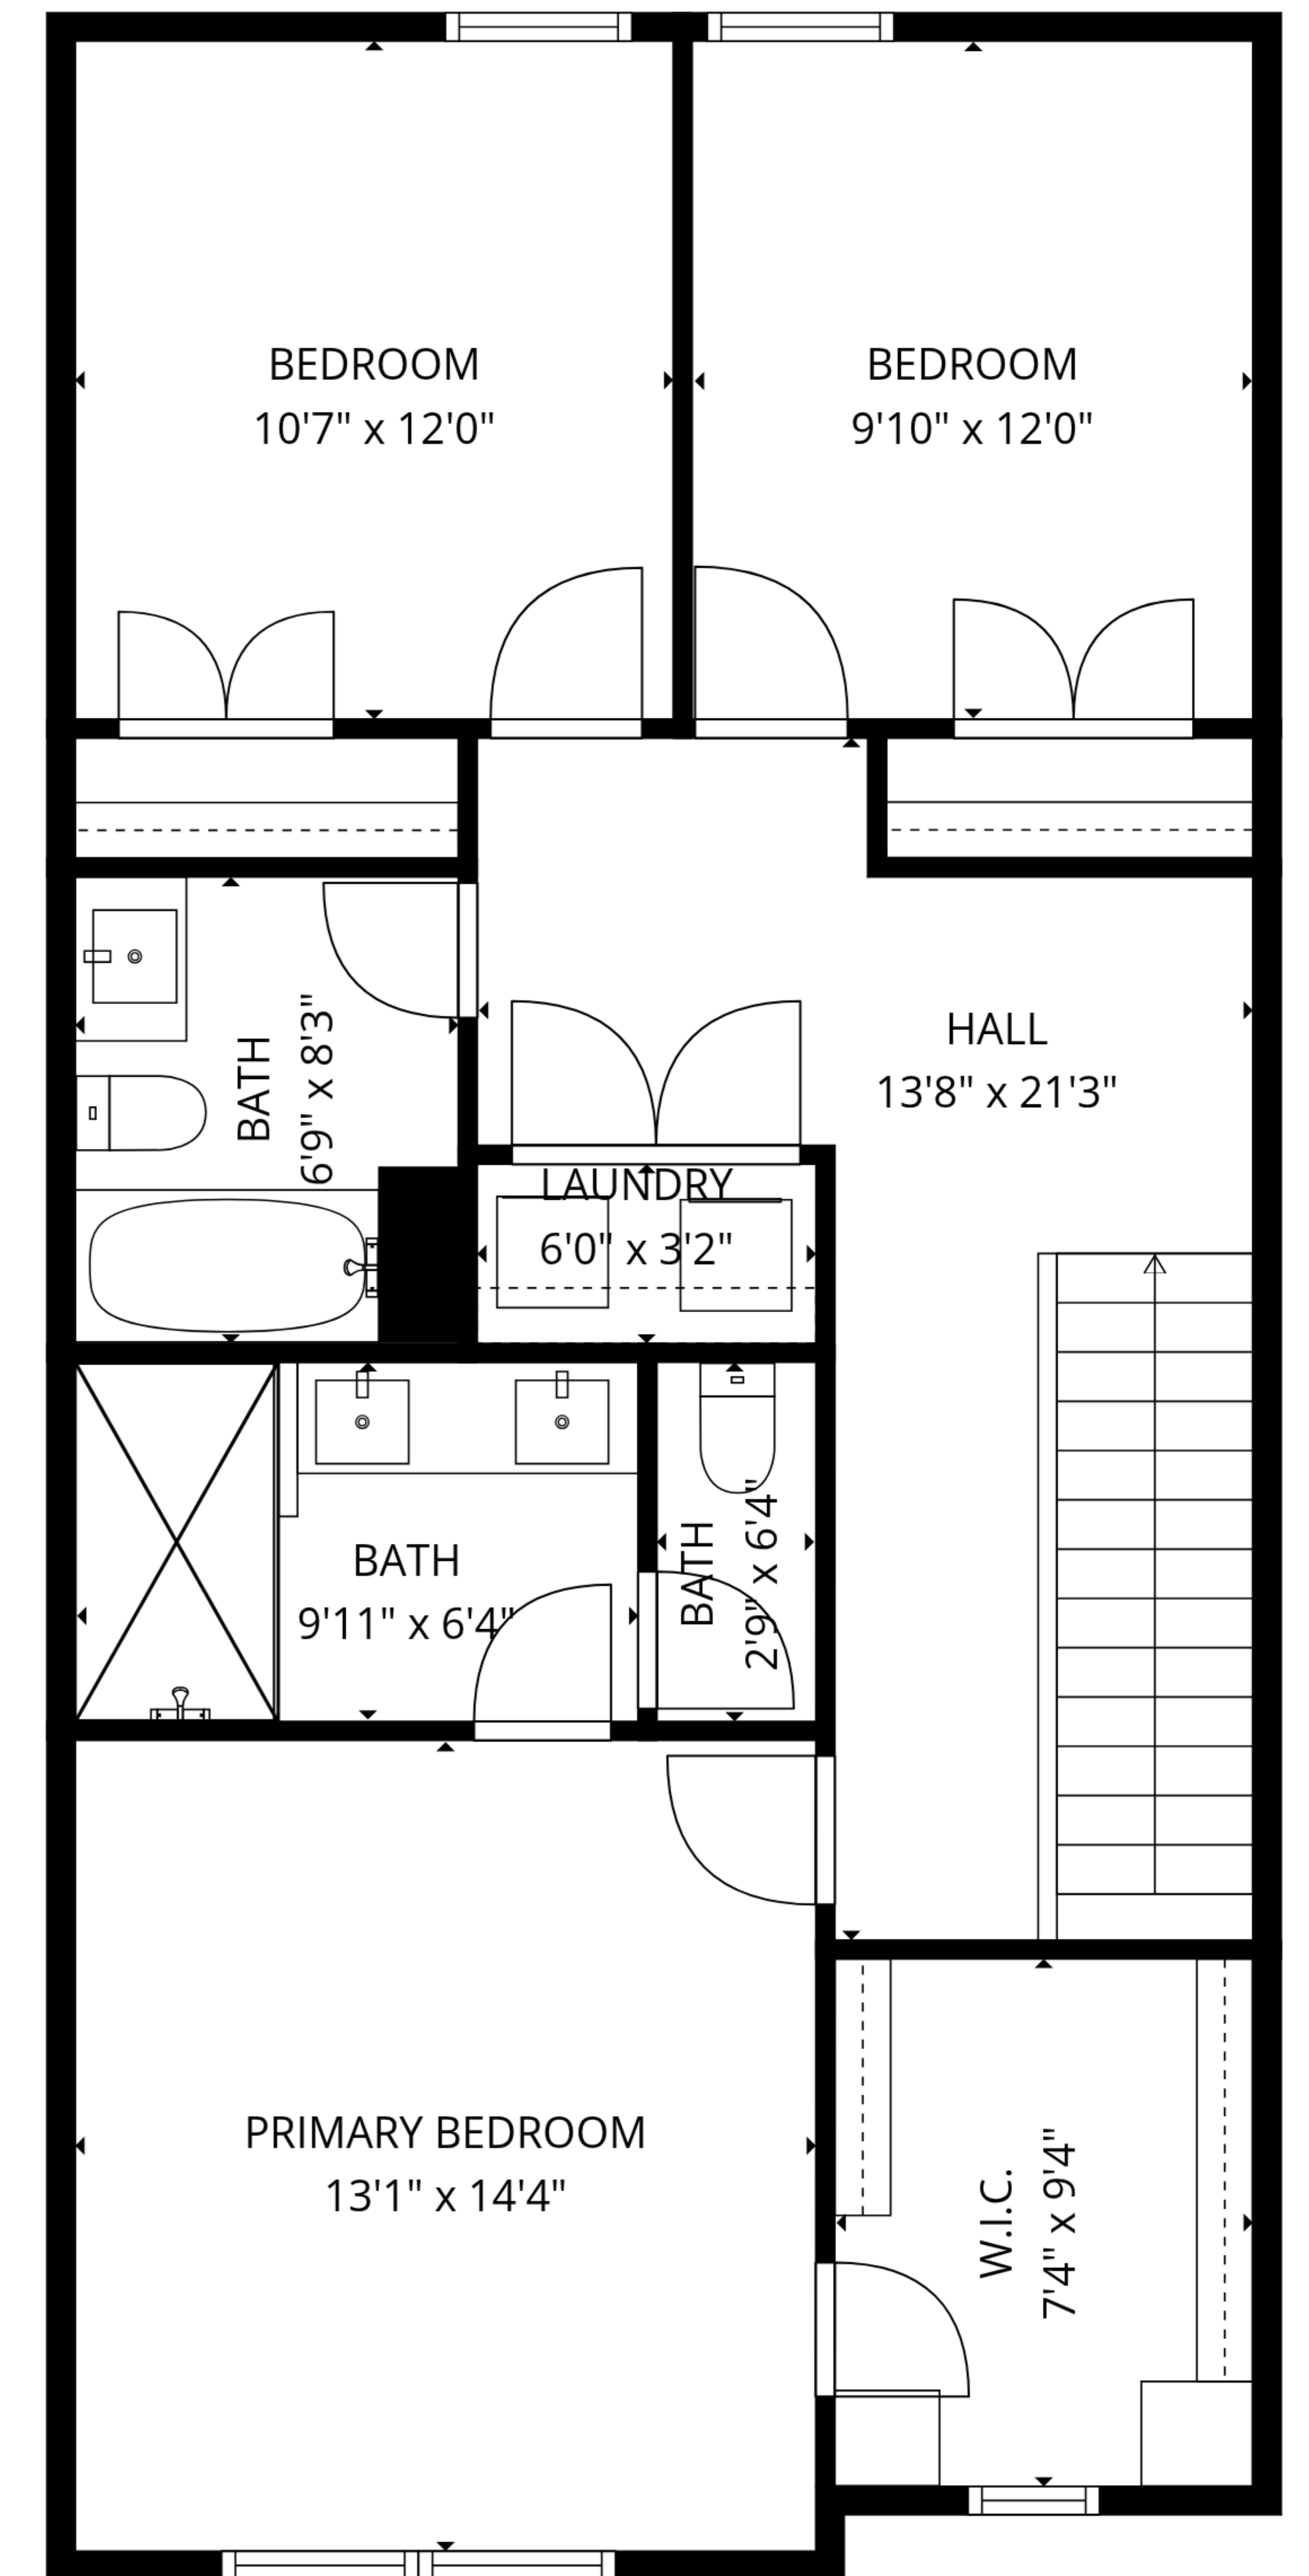 BEDROOM
10'7" x 12'0"
BEDROOM
9'10" x 12'0"
BATH
6'9" x 8'3"
HALL
13'8" x 21'3"
LAUNDRY
6'0" x 3'2"
BATH
9'11" x 6'4"
BATH
2'9" x 6'4"
PRIMARY BEDROOM
13'1" x 14'4"
W.I.C.
7'4" x 9'4"